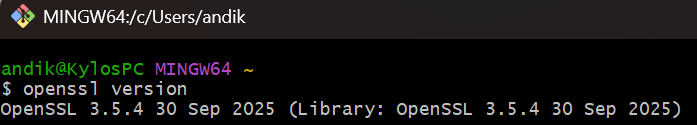 MINGW64:/c/Users/andik
andik@KylosPC MINGW64 ~
$ openssl version
OpenSSL 3.5.4 30 Sep 2025 (Library: OpenSSL 3.5.4 30 Sep 2025)